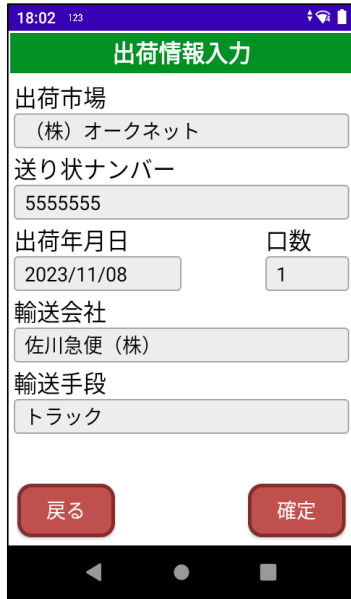 18:02 123
出荷情報入力
出荷市場
（株）オークネット
送り状ナンバー
5555555
出荷年月日 口数
2023/11/08 1
輸送会社
佐川急便（株）
輸送手段
トラック
戻る 確定